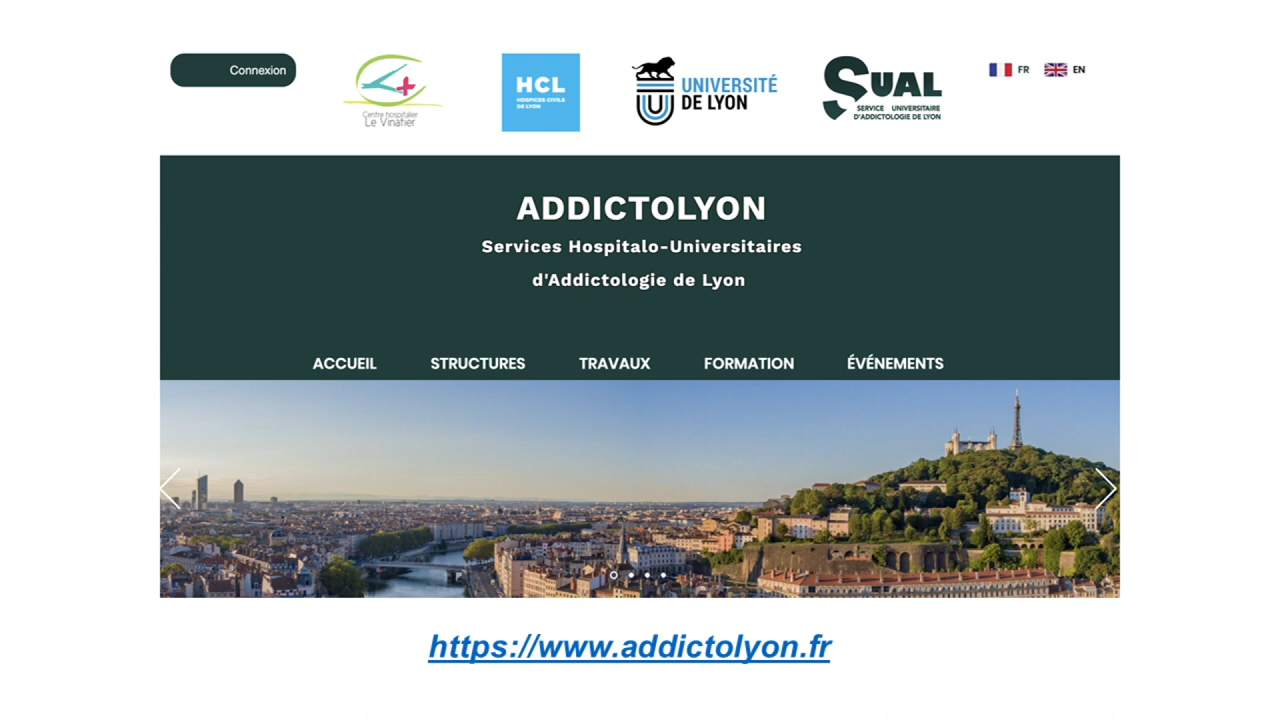 Connexion
Centre hospitalier
Le Vinatier
HCL
HOSPICES CIVILS
DE LYON
UNIVERSITÉ
DE LYON
SUAL
SERVICE UNIVERSITAIRE
D'ADDICTOLOGIE DE LYON
FR
EN
ADDICTOLYON
Services Hospitalo-Universitaires
d'Addictologie de Lyon
ACCUEIL
STRUCTURES
TRAVAUX
FORMATION
ÉVÉNEMENTS
https://www.addictolyon.fr